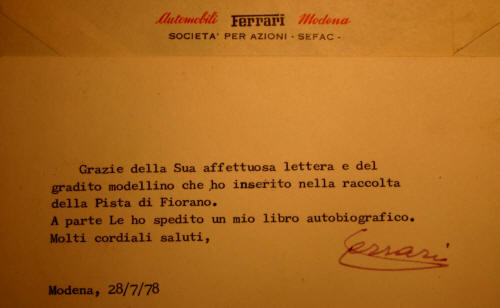 Automobili Ferrari Modena
SOCIETA' PER AZIONI - SEFAC -
Grazie della Sua affettuosa lettera e del
gradito modellino che ho inserito nella raccolta
della Pista di Fiorano.
A parte Le ho spedito un mio libro autobiografico.
Molti cordiali saluti,
Ferrari
Modena, 28/7/78